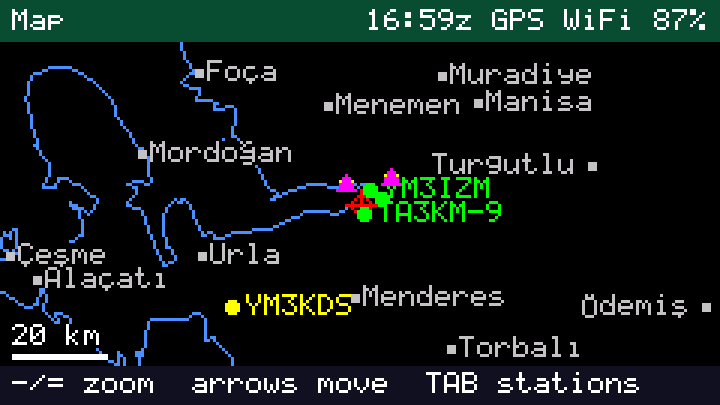 Map 16:59z GPS WiFi 87%
Foça
Muradiye
Menemen
Manisa
Mordoğan
Turgutlu
YM3IZM
TA3KM-9
Çeşme
Urla
Alaçatı
YM3KDS
Menderes
Ödemiş
20 km
Torbalı
-/= zoom arrows move TAB stations